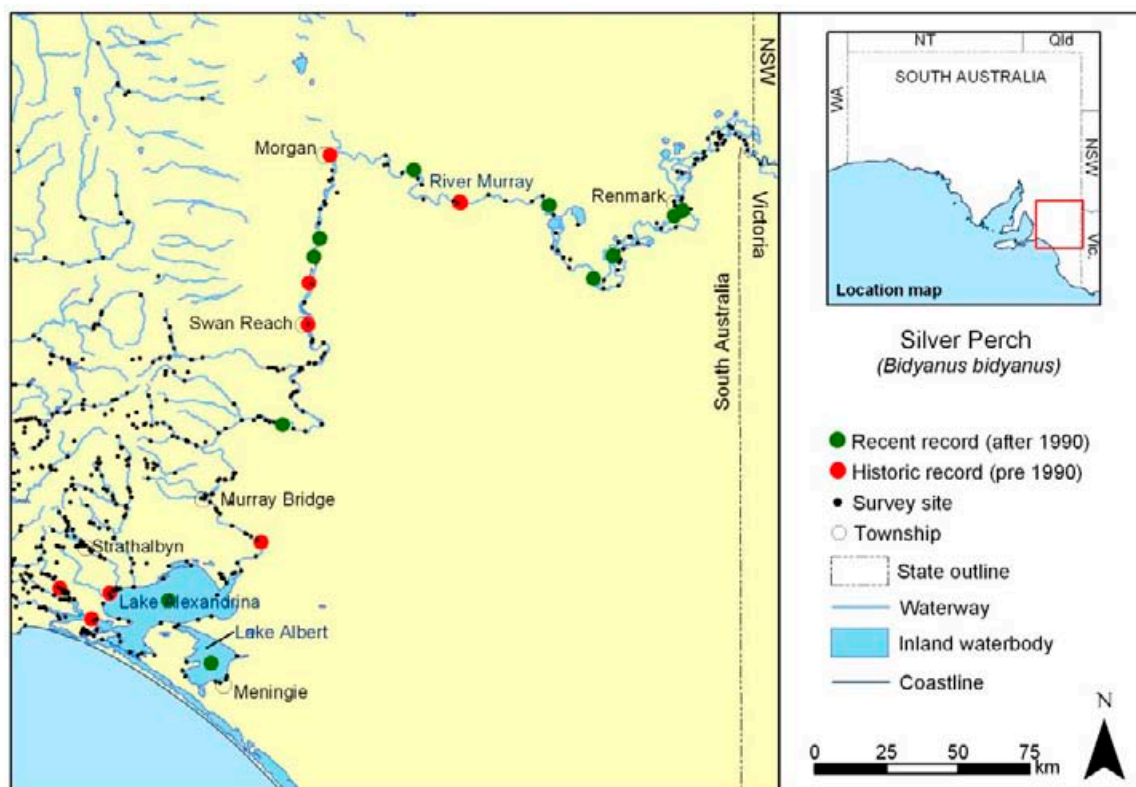 NSW
Morgan
River Murray
Renmark
Victoria
South Australia
Swan Reach
Murray Bridge
Strathalbyn
Lake Alexandrina
Lake Albert
Meningie
NT
Qld
SOUTH AUSTRALIA
WA
NSW
Vic.
Location map
Silver Perch
(Bidyanus bidyanus)
Recent record (after 1990)
Historic record (pre 1990)
Survey site
Township
State outline
Waterway
Inland waterbody
Coastline
N
0 25 50 75
km